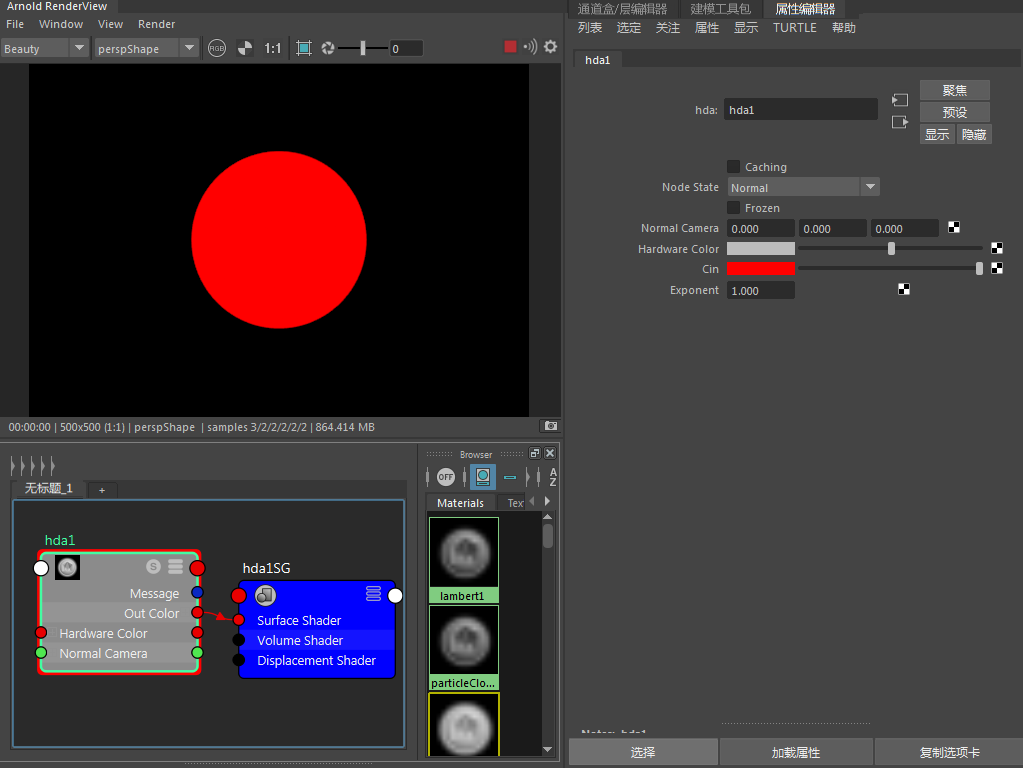 Arnold RenderView
File Window View Render
Beauty perspShape RGB 1:1 0
00:00:00 | 500x500 (1:1) | perspShape | samples 3/2/2/2/2/2 | 864.414 MB
无标题_1 +
hda1
S
Message
Out Color
Hardware Color
Normal Camera
hda1SG
Surface Shader
Volume Shader
Displacement Shader
Browser
OFF A Z
Materials Tex
lambert1
particleClo...
通道盒/层编辑器 建模工具包 属性编辑器
列表 选定 关注 属性 显示 TURTLE 帮助
hda1
hda: hda1
聚焦
预设
显示 隐藏
Caching
Node State Normal
Frozen
Normal Camera 0.000 0.000 0.000
Hardware Color
Cin
Exponent 1.000
Notes: hda1
选择 加载属性 复制选项卡